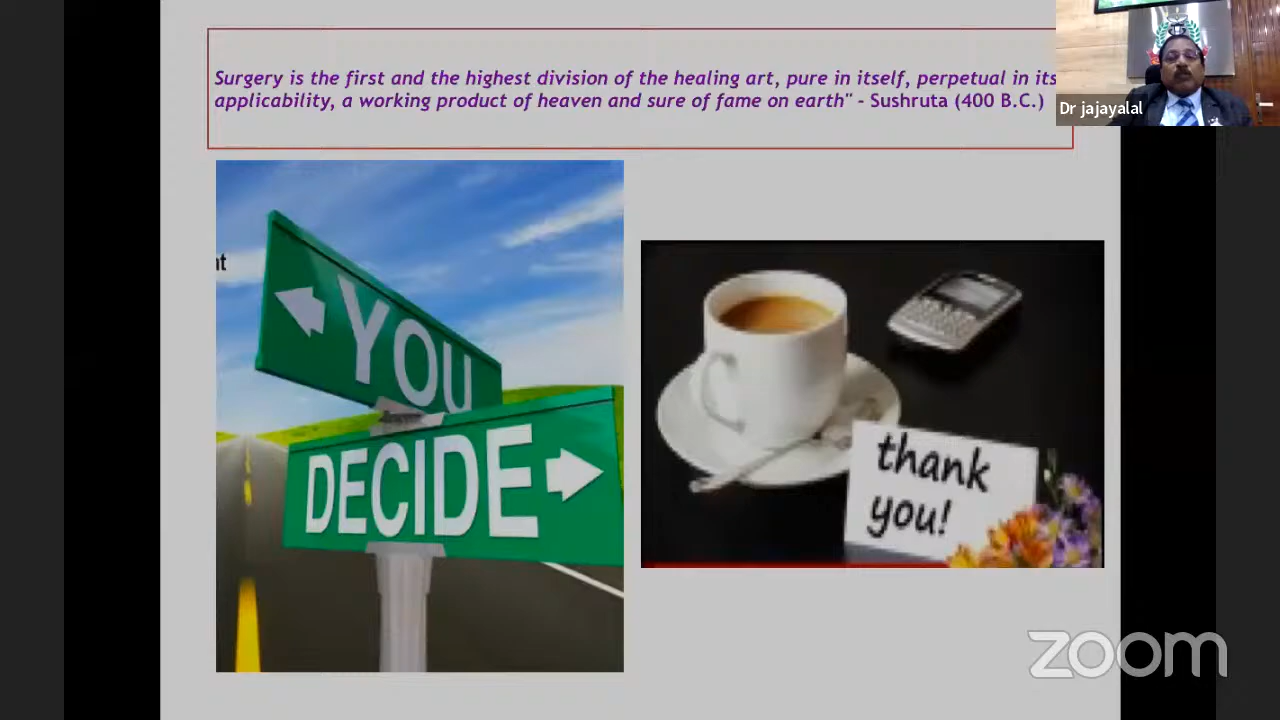 Surgery is the first and the highest division of the healing art, pure in itself, perpetual in its
applicability, a working product of heaven and sure of fame on earth" - Sushruta (400 B.C.)
Dr jajayalal
nt
YOU
DECIDE
thank
you!
zoom